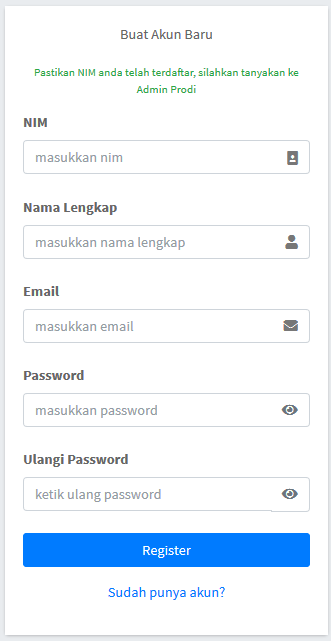 Buat Akun Baru
Pastikan NIM anda telah terdaftar, silahkan tanyakan ke
Admin Prodi
NIM
masukkan nim
Nama Lengkap
masukkan nama lengkap
Email
masukkan email
Password
masukkan password
Ulangi Password
ketik ulang password
Register
Sudah punya akun?